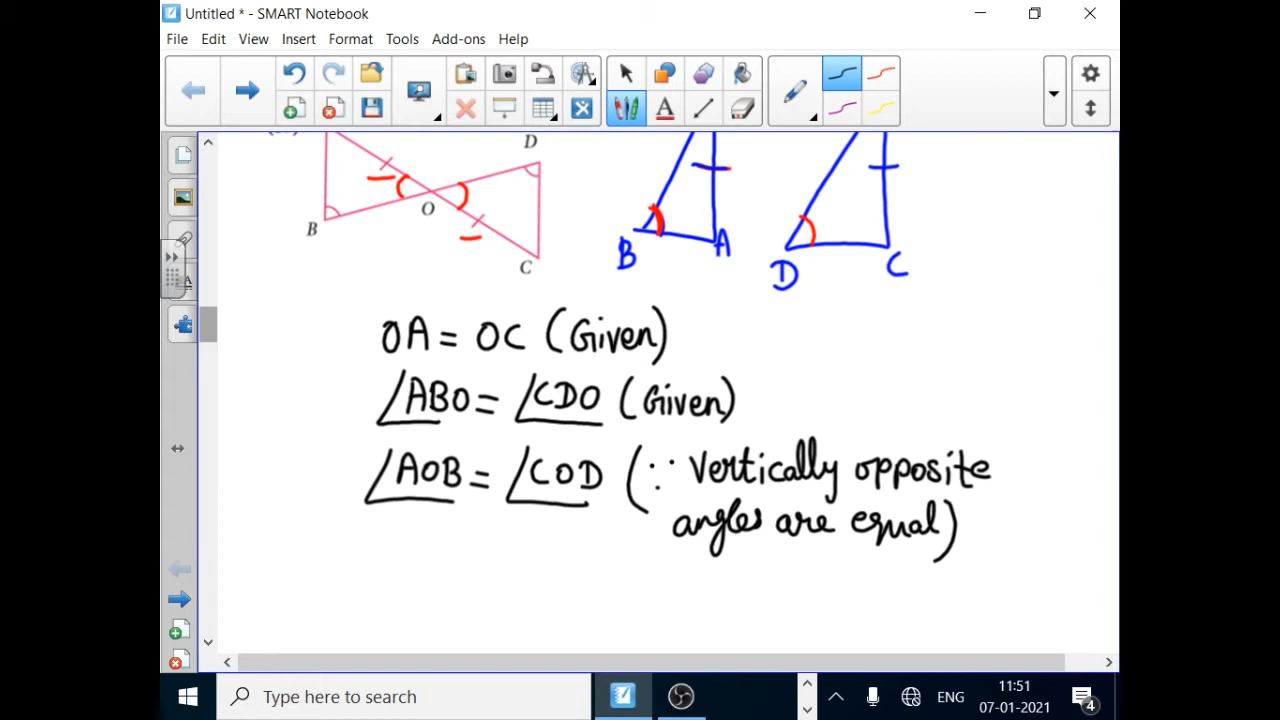 Untitled * - SMART Notebook
File Edit View Insert Format Tools Add-ons Help
D
B
O
C
B
A
D
C
OA = OC (Given)
∠ABO = ∠CDO (Given)
∠AOB = ∠COD (∵ Vertically opposite
angles are equal)
Type here to search
ENG
11:51
07-01-2021
4